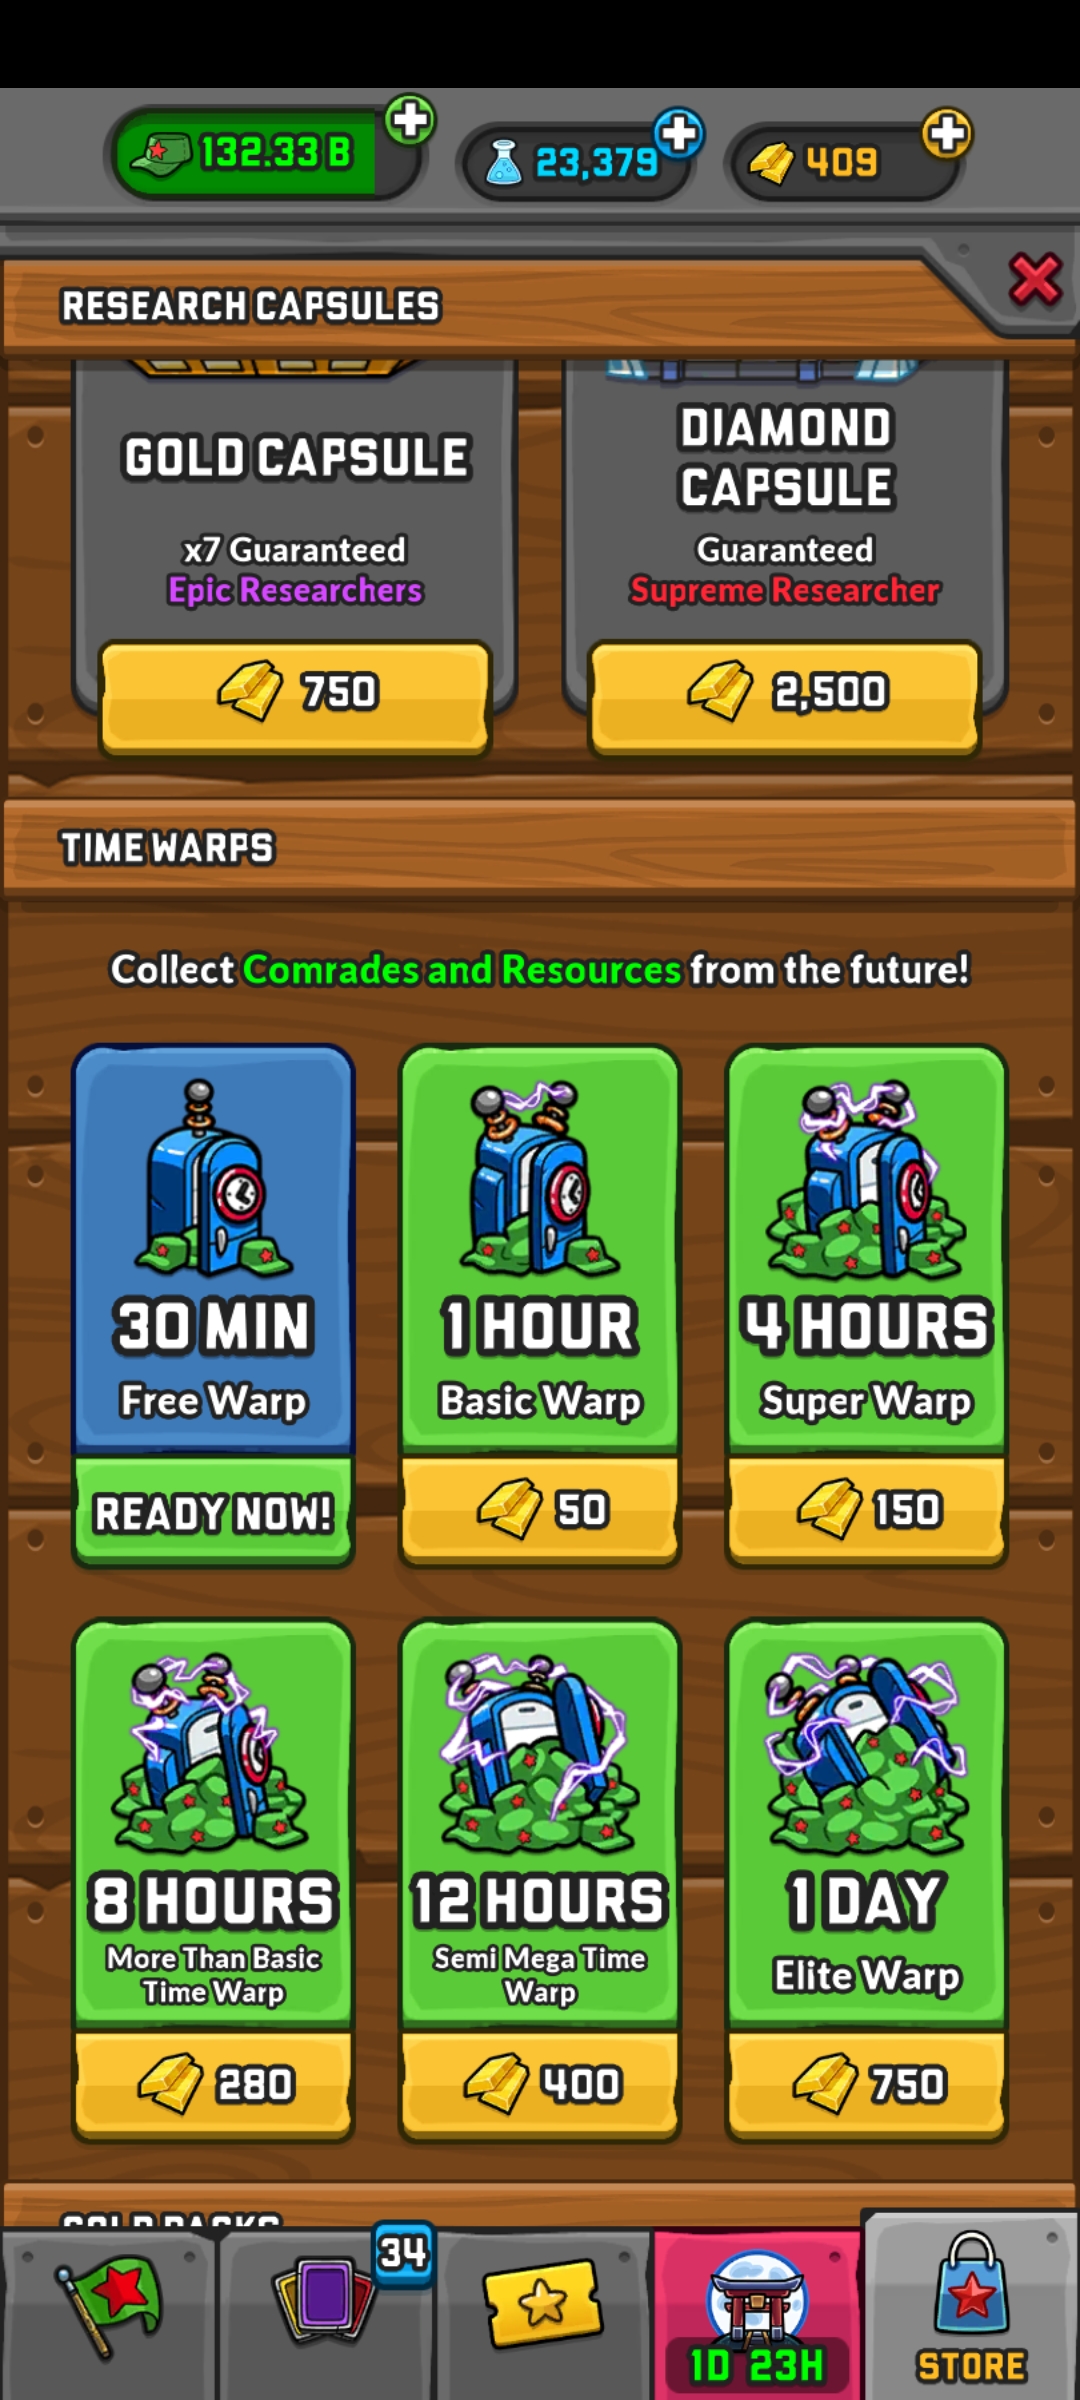 132.33 B
23,379
409
RESEARCH CAPSULES
GOLD CAPSULE
x7 Guaranteed
Epic Researchers
750
DIAMOND
CAPSULE
Guaranteed
Supreme Researcher
2,500
TIME WARPS
Collect Comrades and Resources from the future!
30 MIN
Free Warp
READY NOW!
1 HOUR
Basic Warp
50
4 HOURS
Super Warp
150
8 HOURS
More Than Basic
Time Warp
280
12 HOURS
Semi Mega Time
Warp
400
1 DAY
Elite Warp
750
GOLD PACKS
34
1D 23H
STORE